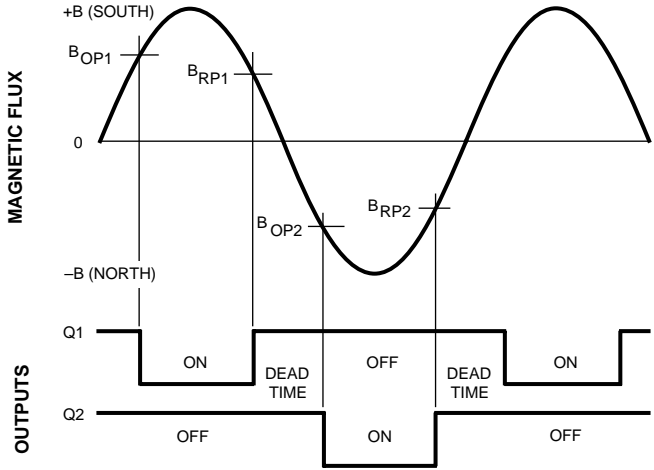 +B (SOUTH)
BOP1
BRP1
0
BOP2
BRP2
–B (NORTH)
MAGNETIC FLUX
Q1
ON
OFF
DEAD
TIME
DEAD
TIME
ON
Q2
OFF
ON
OFF
OUTPUTS